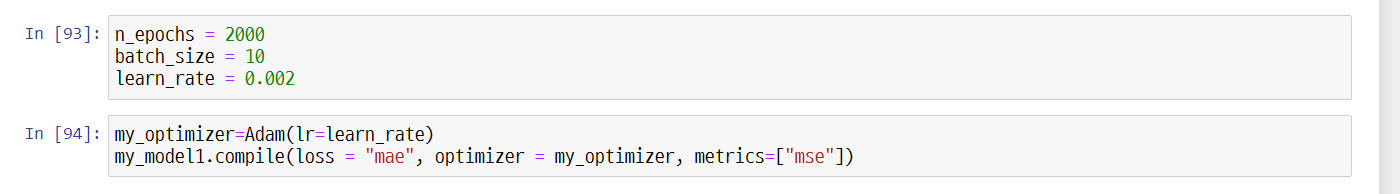 In [93]: n_epochs = 2000
batch_size = 10
learn_rate = 0.002
In [94]: my_optimizer=Adam(lr=learn_rate)
my_model1.compile(loss = "mae", optimizer = my_optimizer, metrics=["mse"])